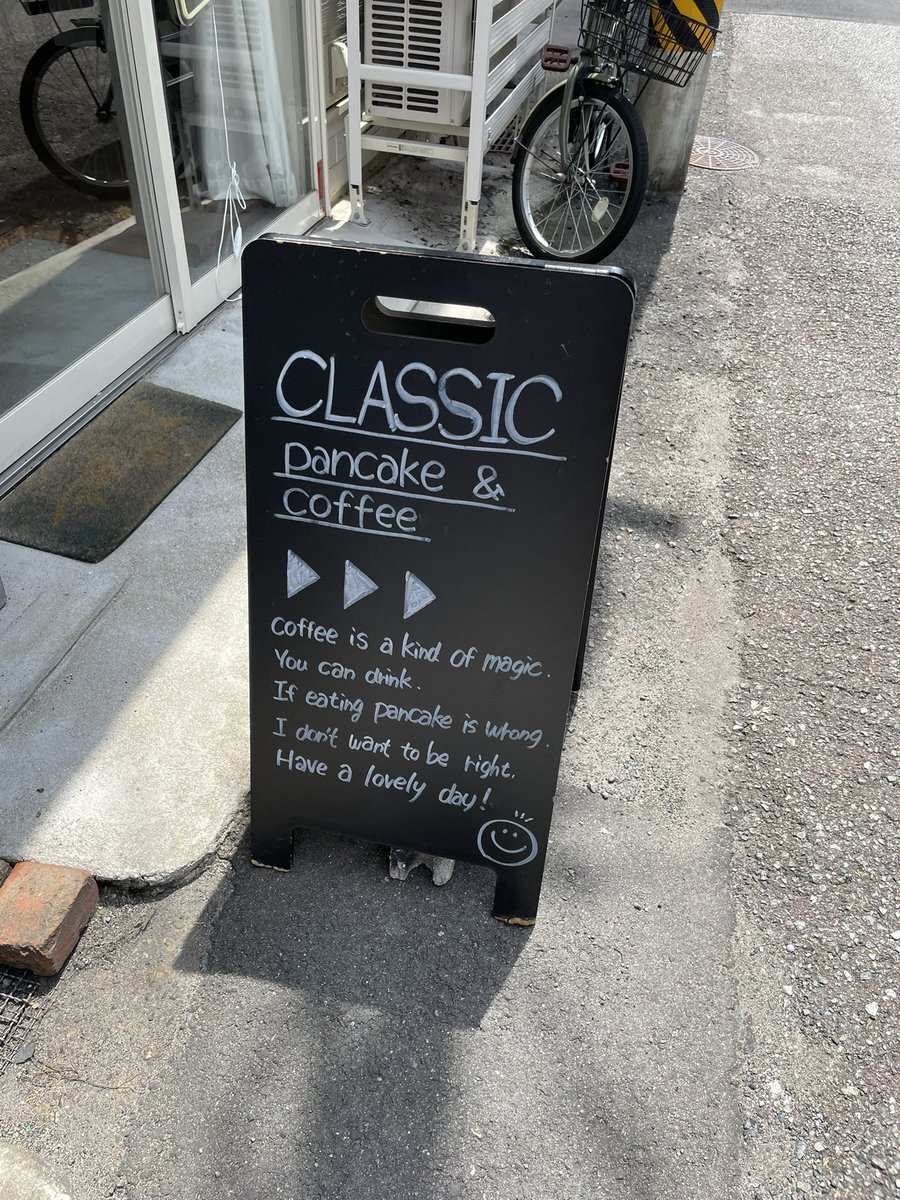 CLASSIC
pancake &
coffee
coffee is a kind of magic.
You can drink.
If eating pancake is wrong.
I don't want to be right.
Have a lovely day!